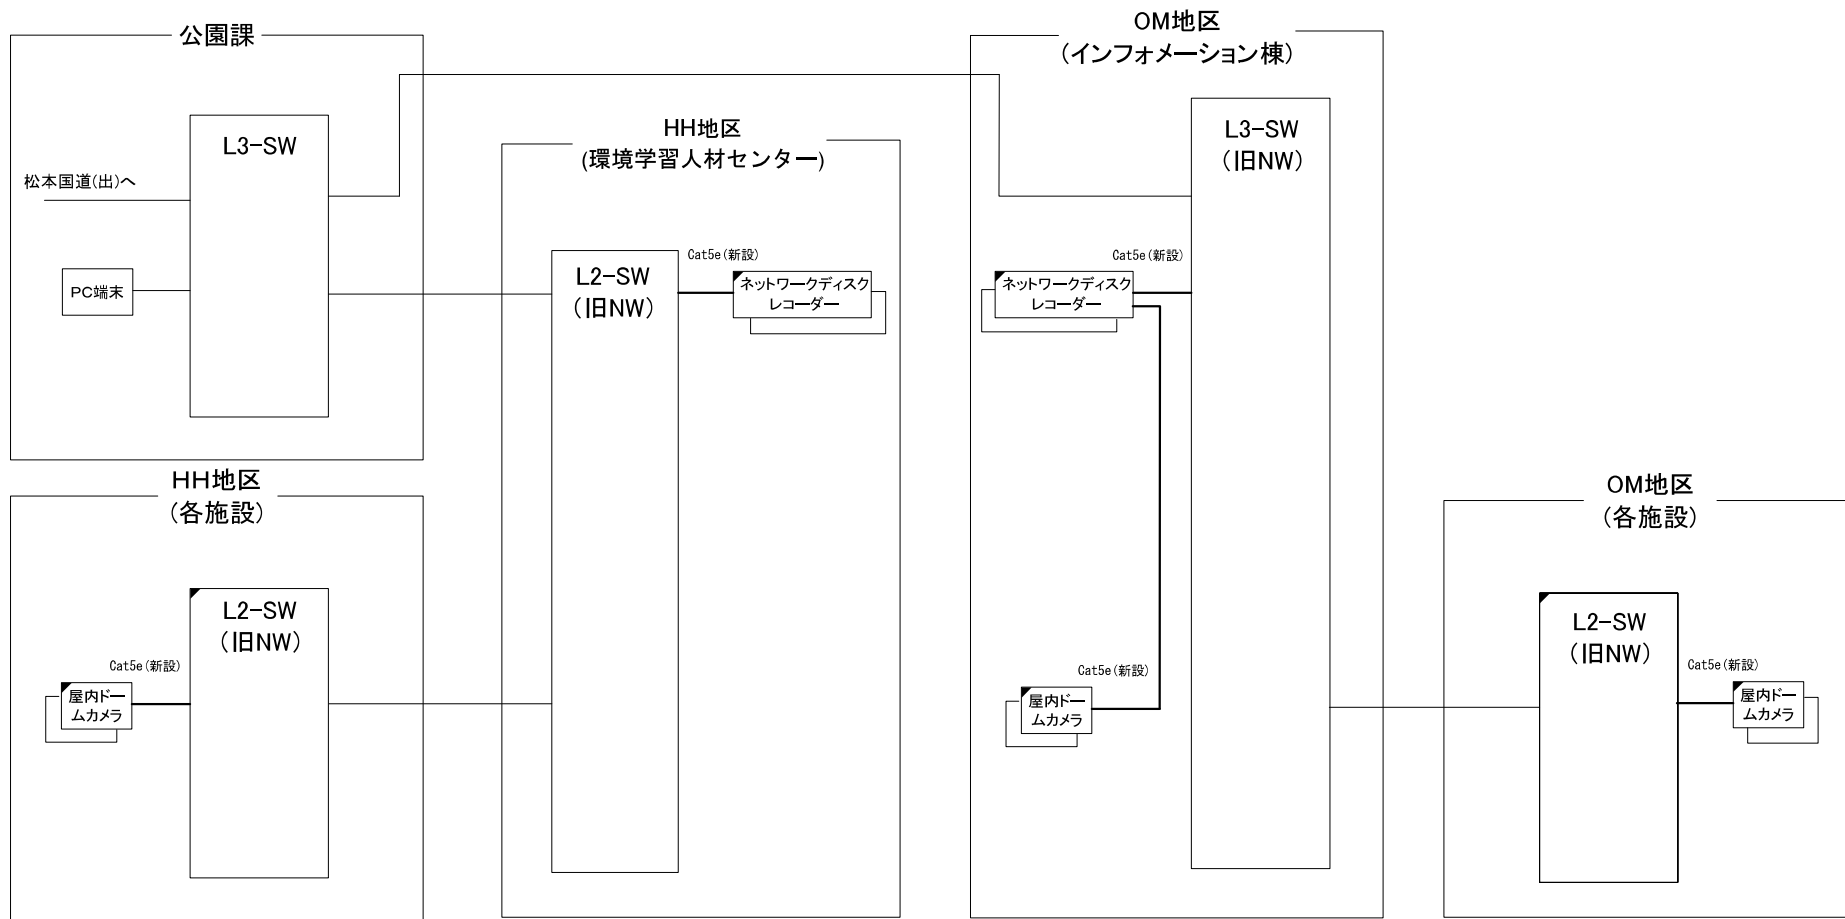 公園課
L3-SW
松本国道(出)へ
PC端末
HH地区
(環境学習人材センター)
L2-SW
(旧NW)
Cat5e(新設)
ネットワークディスク
レコーダー
OM地区
(インフォメーション棟)
L3-SW
(旧NW)
Cat5e(新設)
ネットワークディスク
レコーダー
Cat5e(新設)
屋内ドー
ムカメラ
HH地区
(各施設)
L2-SW
(旧NW)
Cat5e(新設)
屋内ドー
ムカメラ
OM地区
(各施設)
L2-SW
(旧NW)
Cat5e(新設)
屋内ドー
ムカメラ